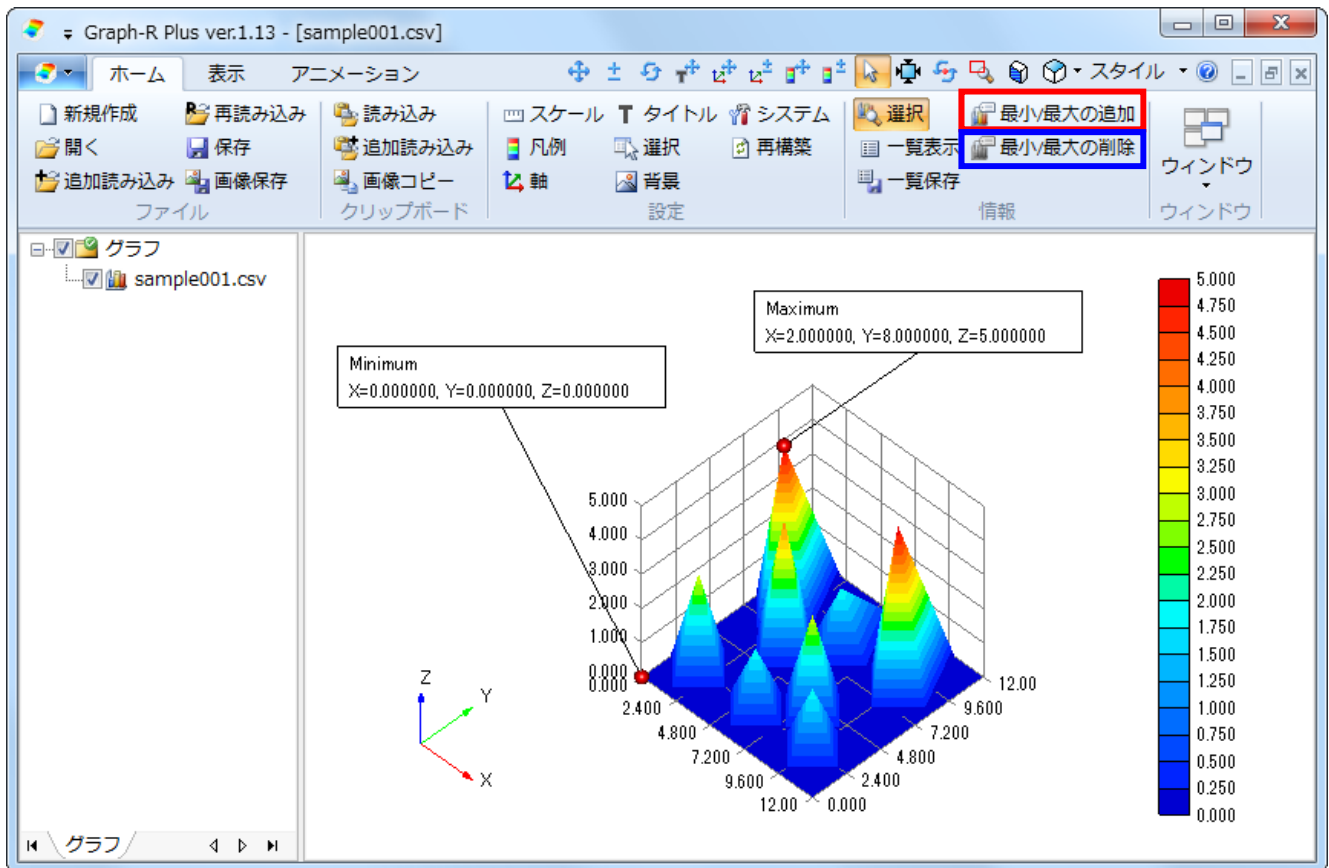 Graph-R Plus ver.1.13 - [sample001.csv]
ホーム 表示 アニメーション スタイル
新規作成 再読み込み 読み込み スケール タイトル システム 選択 最小/最大の追加
開く 保存 追加読み込み 凡例 選択 再構築 一覧表示 最小/最大の削除 ウィンドウ
追加読み込み 画像保存 画像コピー 軸 背景 一覧保存
ファイル クリップボード 設定 情報 ウィンドウ
グラフ
sample001.csv
Maximum
X=2.000000, Y=8.000000, Z=5.000000
Minimum
X=0.000000, Y=0.000000, Z=0.000000
5.000
4.000
3.000
2.000
1.000
0.000
0.000
2.400
4.800
7.200
9.600
12.00
0.000
2.400
4.800
7.200
9.600
12.00
Z
Y
X
5.000
4.750
4.500
4.250
4.000
3.750
3.500
3.250
3.000
2.750
2.500
2.250
2.000
1.750
1.500
1.250
1.000
0.750
0.500
0.250
0.000
グラフ